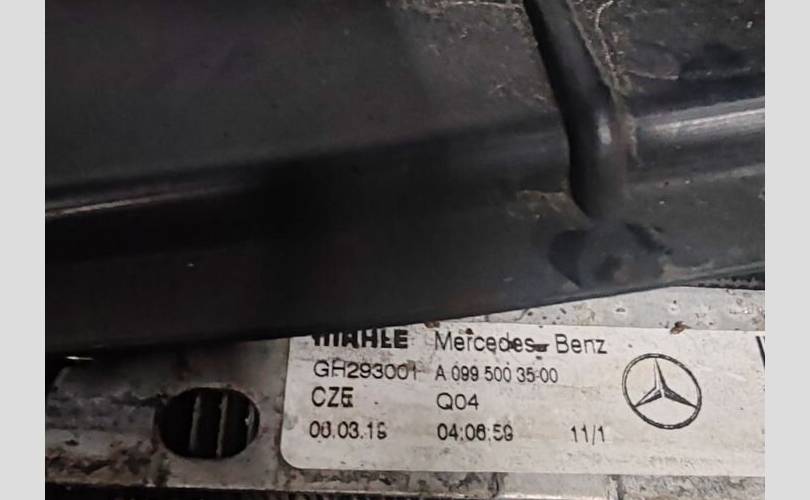 MAHLE Mercedes-Benz
GH293001 A 099 500 35 00
CZE Q04
06.03.19 04:06:59 11/1